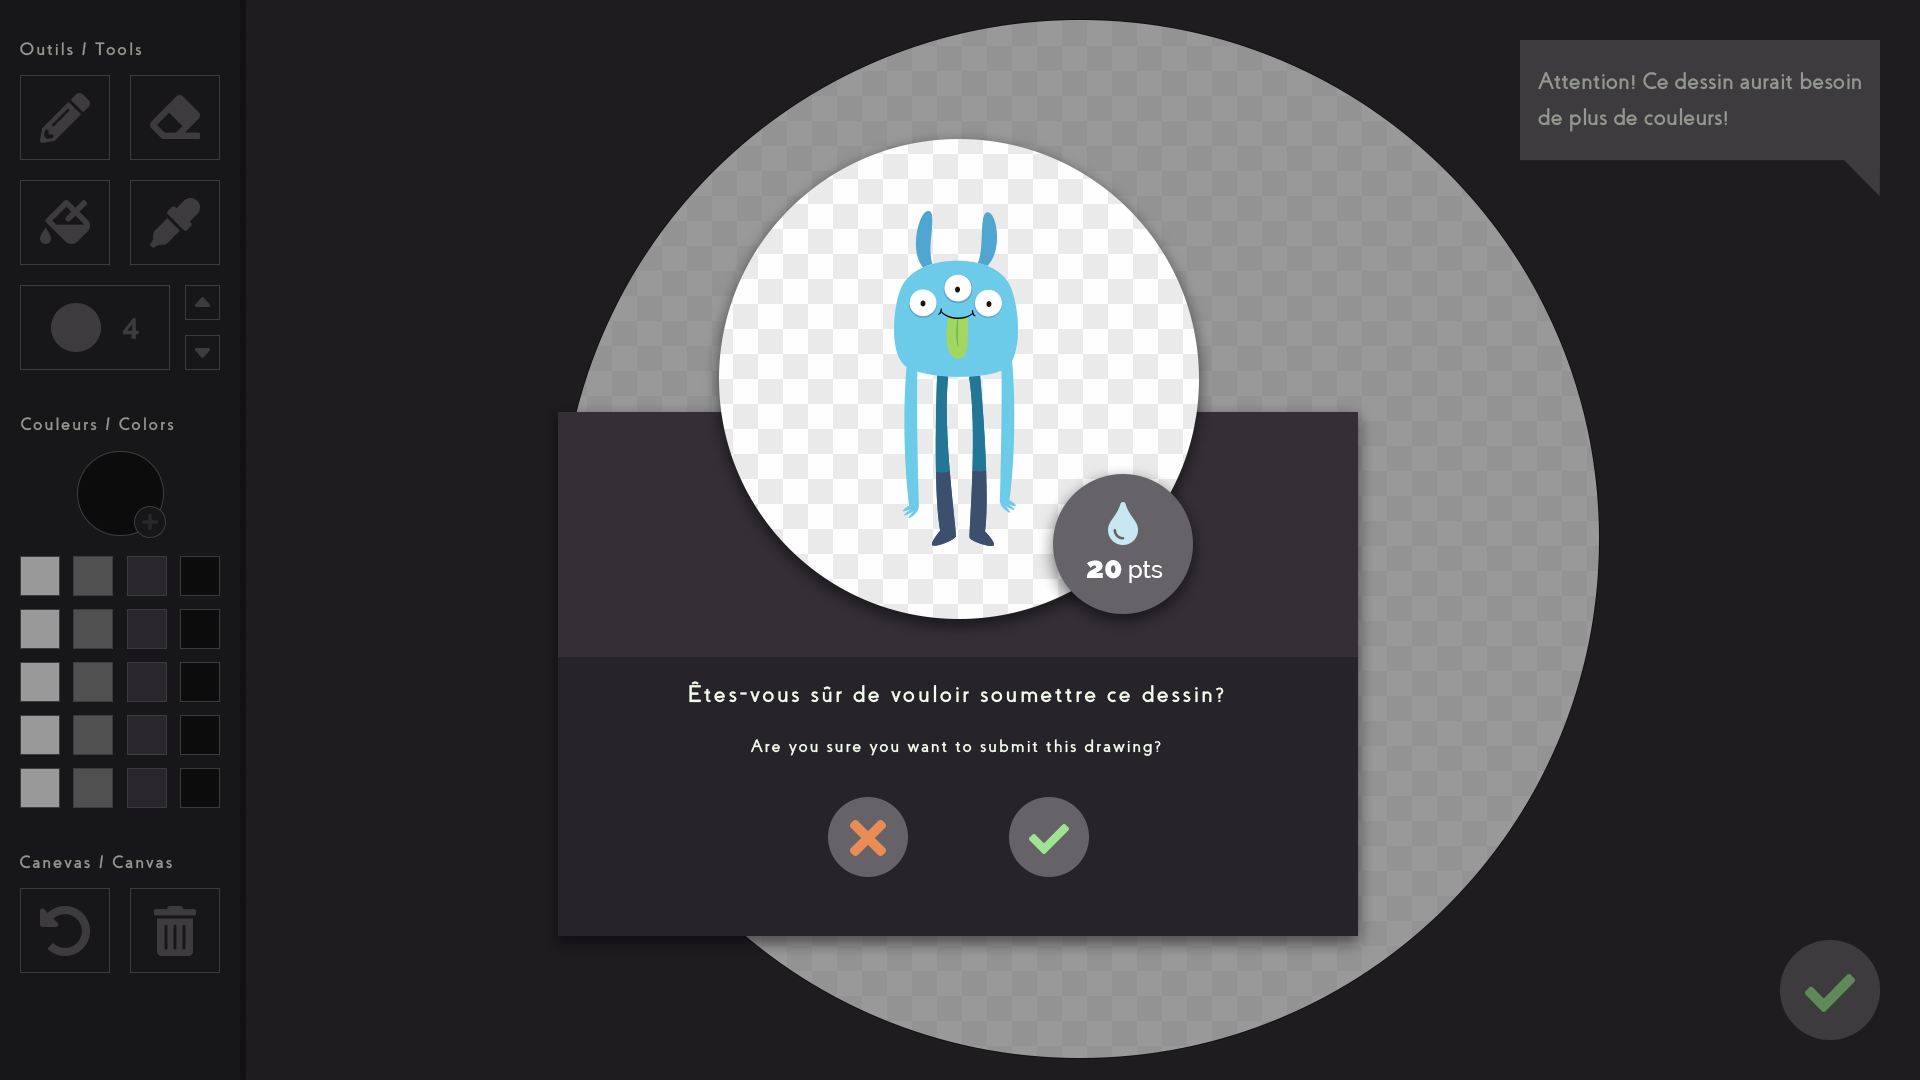 Outils / Tools
4
Couleurs / Colors
Canevas / Canvas
Attention! Ce dessin aurait besoin
de plus de couleurs!
20 pts
Êtes-vous sûr de vouloir soumettre ce dessin?
Are you sure you want to submit this drawing?